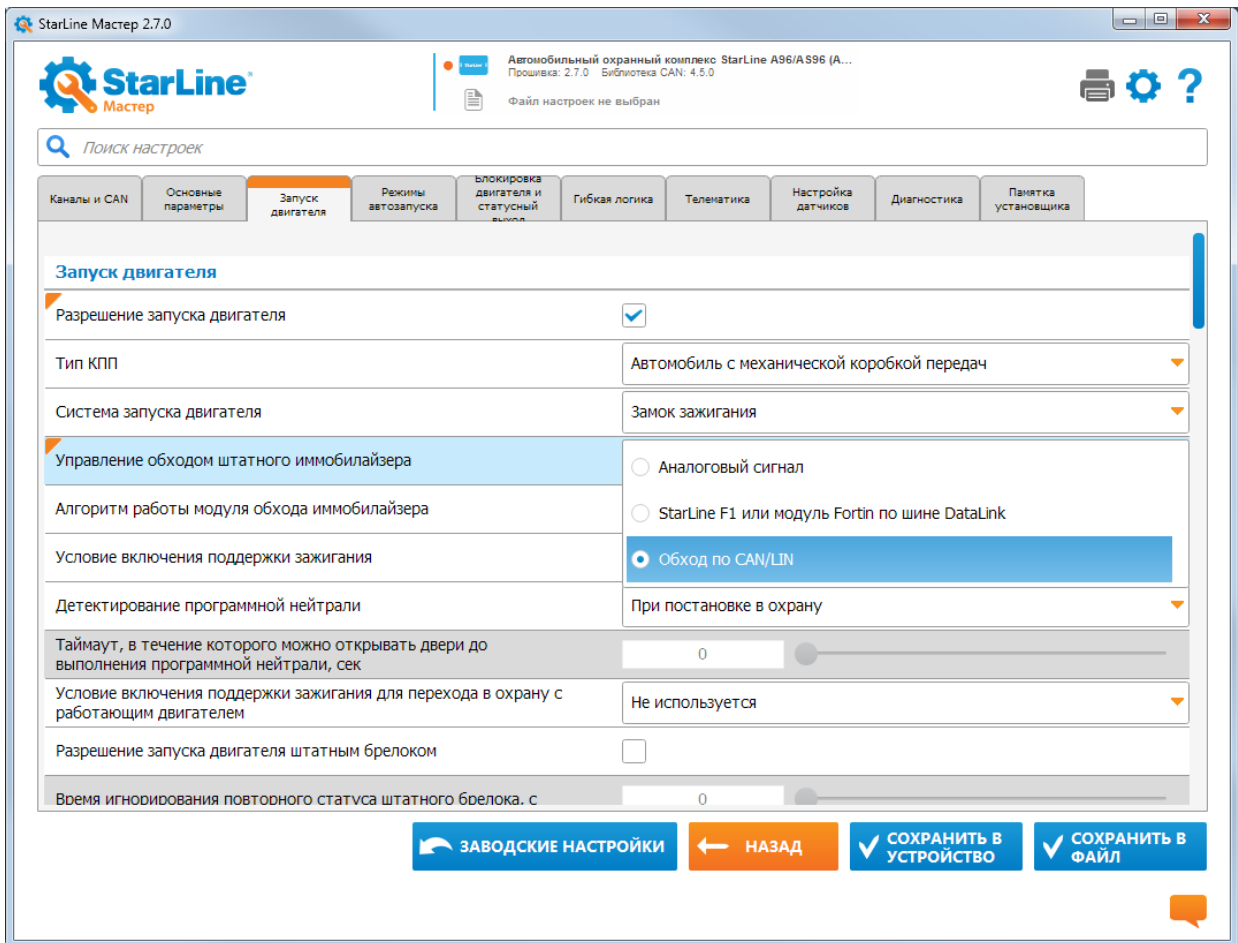 StarLine Мастер 2.7.0
StarLine
Мастер
Автомобильный охранный комплекс StarLine A96/AS96 (A...
Прошивка: 2.7.0 Библиотека CAN: 4.5.0
Файл настроек не выбран
?
Поиск настроек
Каналы и CAN
Основные
параметры
Запуск
двигателя
Режимы
автозапуска
Блокировка
двигателя и
статусный
выход
Гибкая логика
Телематика
Настройка
датчиков
Диагностика
Памятка
установщика
Запуск двигателя
Разрешение запуска двигателя
Тип КПП
Автомобиль с механической коробкой передач
Система запуска двигателя
Замок зажигания
Управление обходом штатного иммобилайзера
Аналоговый сигнал
Алгоритм работы модуля обхода иммобилайзера
StarLine F1 или модуль Fortin по шине DataLink
Условие включения поддержки зажигания
Обход по CAN/LIN
Детектирование программной нейтрали
При постановке в охрану
Таймаут, в течение которого можно открывать двери до
выполнения программной нейтрали, сек
0
Условие включения поддержки зажигания для перехода в охрану с
работающим двигателем
Не используется
Разрешение запуска двигателя штатным брелоком
Время игнорирования повторного статуса штатного брелока, с
0
ЗАВОДСКИЕ НАСТРОЙКИ
НАЗАД
СОХРАНИТЬ В
УСТРОЙСТВО
СОХРАНИТЬ В
ФАЙЛ